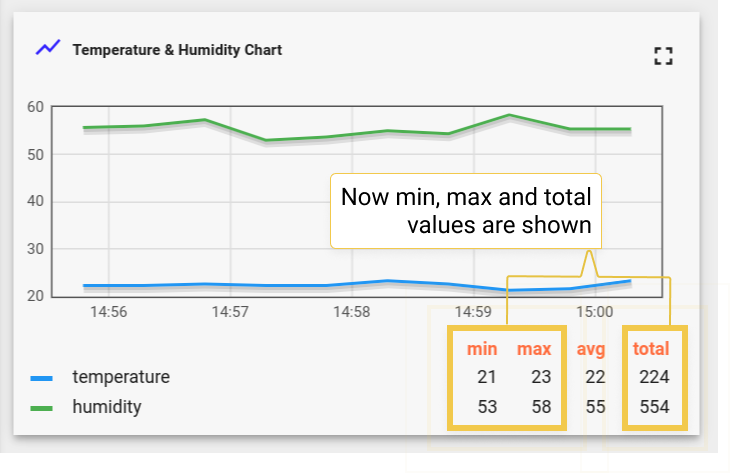 Temperature & Humidity Chart
60
50
40
30
20
Now min, max and total
values are shown
14:56 14:57 14:58 14:59 15:00
min max avg total
temperature 21 23 22 224
humidity 53 58 55 554